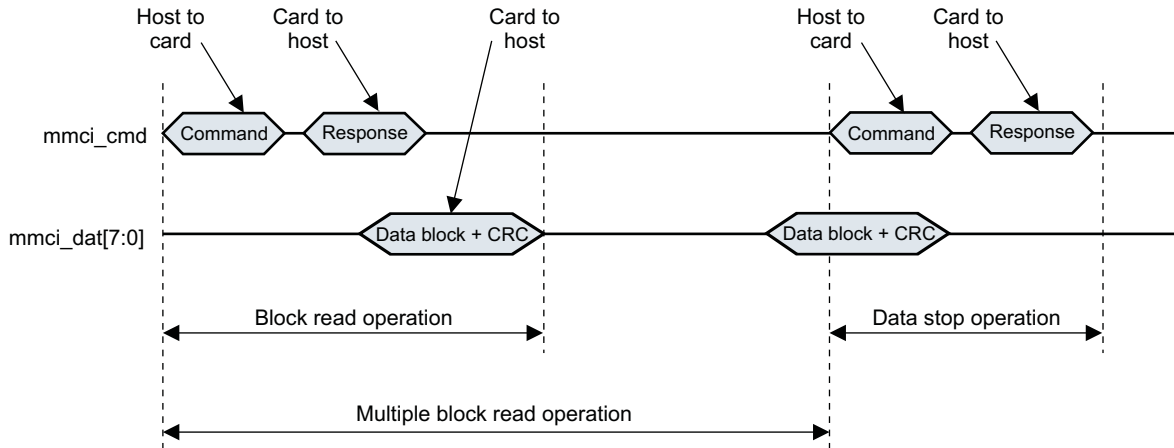 Host to
card
Card to
host
Card to
host
Host to
card
Card to
host
mmci_cmd
Command
Response
Command
Response
mmci_dat[7:0]
Data block + CRC
Data block + CRC
Block read operation
Data stop operation
Multiple block read operation